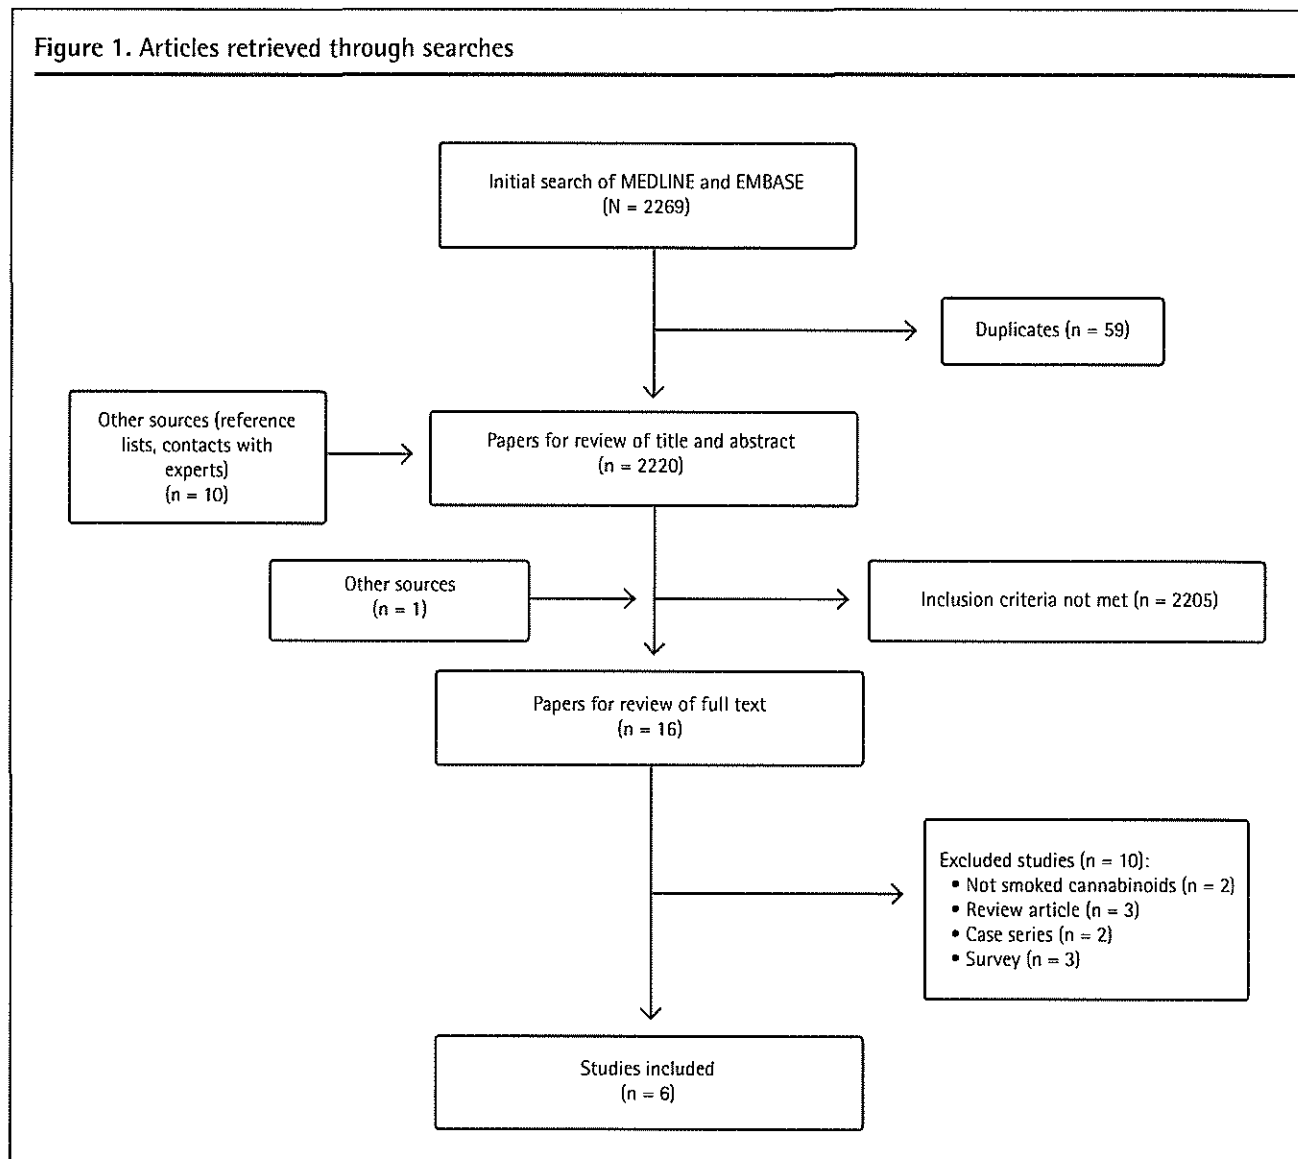 Figure 1. Articles retrieved through searches
Initial search of MEDLINE and EMBASE
(N = 2269)
Duplicates (n = 59)
Other sources (reference
lists, contacts with
experts)
(n = 10)
Papers for review of title and abstract
(n = 2220)
Other sources
(n = 1)
Inclusion criteria not met (n = 2205)
Papers for review of full text
(n = 16)
Excluded studies (n = 10):
• Not smoked cannabinoids (n = 2)
• Review article (n = 3)
• Case series (n = 2)
• Survey (n = 3)
Studies included
(n = 6)